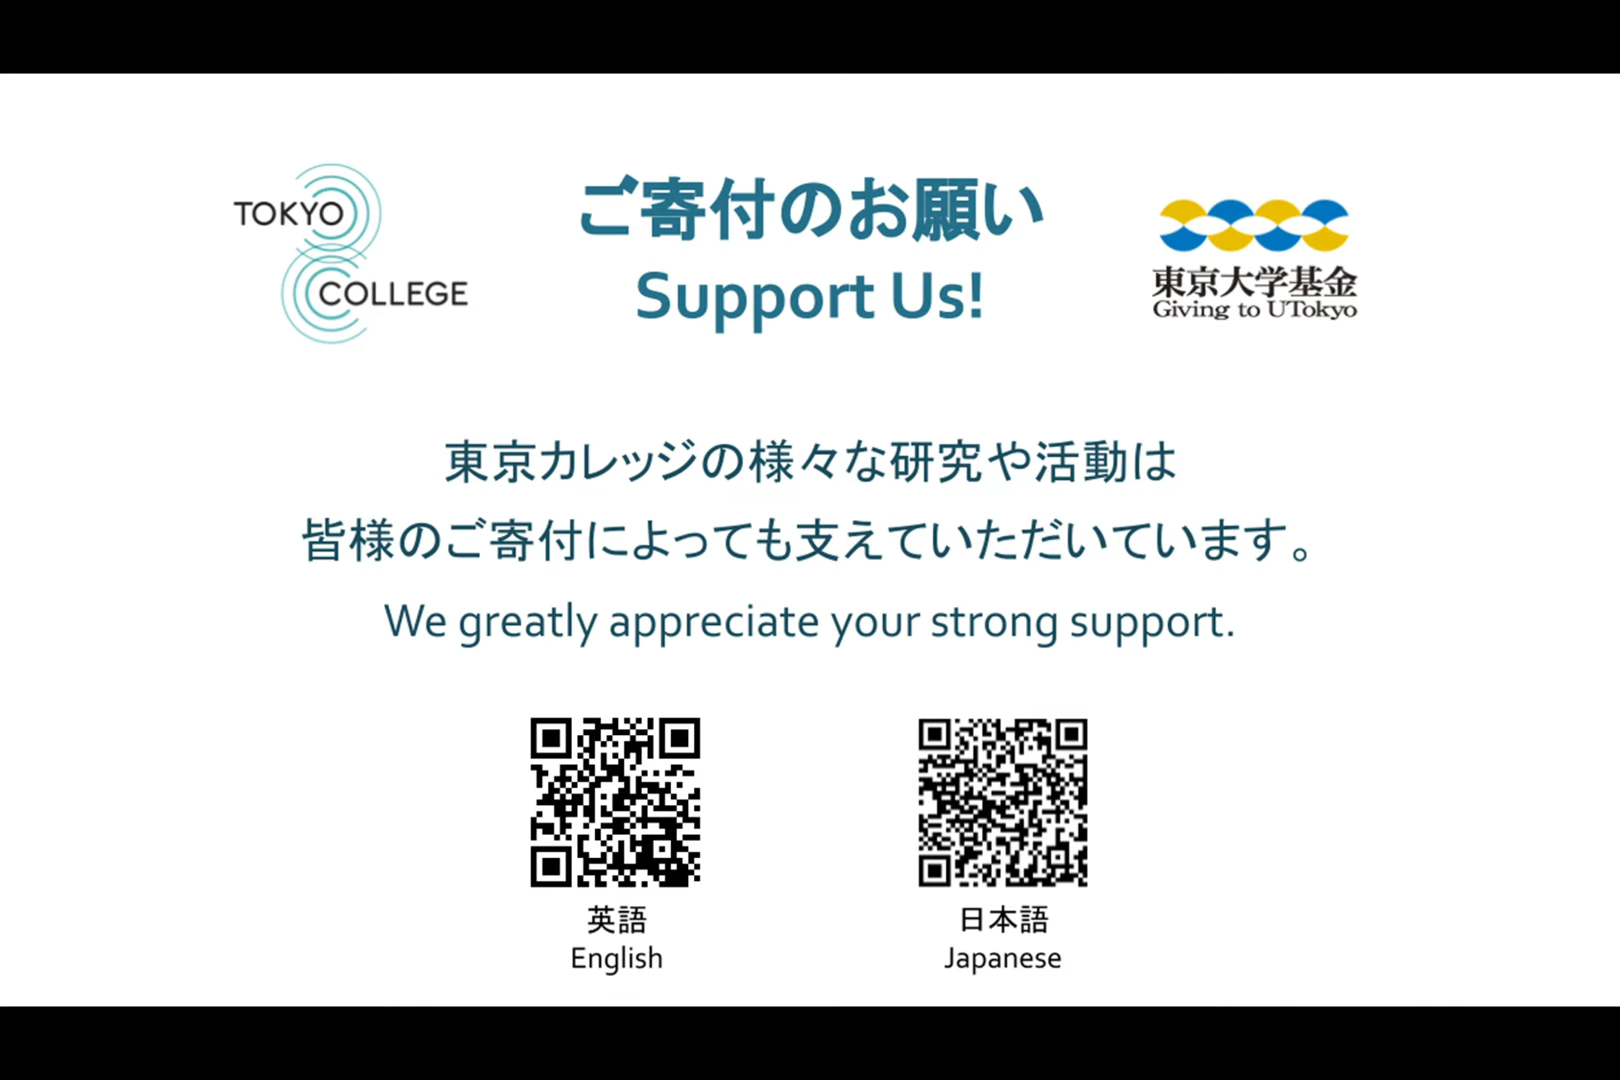 TOKYO
COLLEGE
ご寄付のお願い
Support Us!
東京大学基金
Giving to UTokyo
東京カレッジの様々な研究や活動は
皆様のご寄付によっても支えていただいています。
We greatly appreciate your strong support.
英語
English
日本語
Japanese